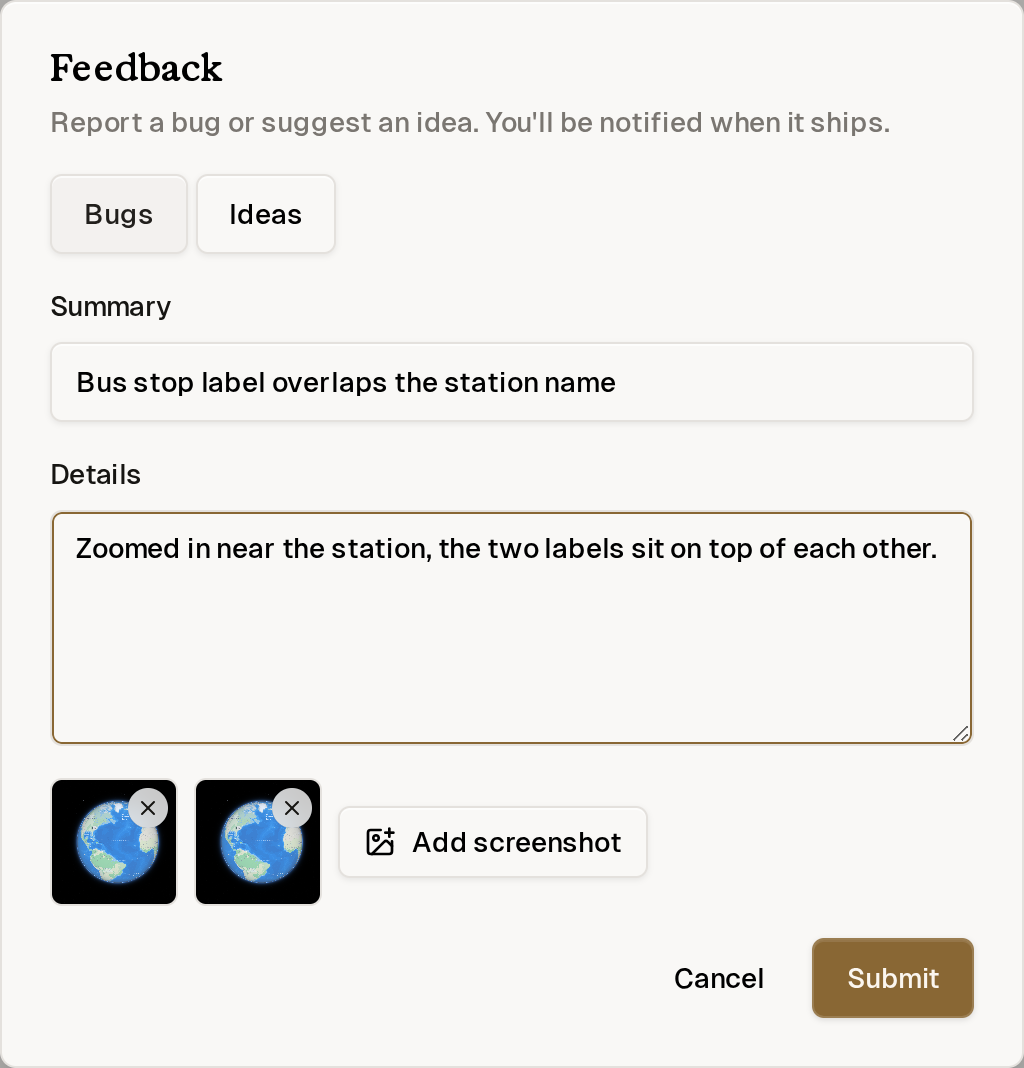 Feedback
Report a bug or suggest an idea. You'll be notified when it ships.
Bugs
Ideas
Summary
Bus stop label overlaps the station name
Details
Zoomed in near the station, the two labels sit on top of each other.
Add screenshot
Cancel
Submit